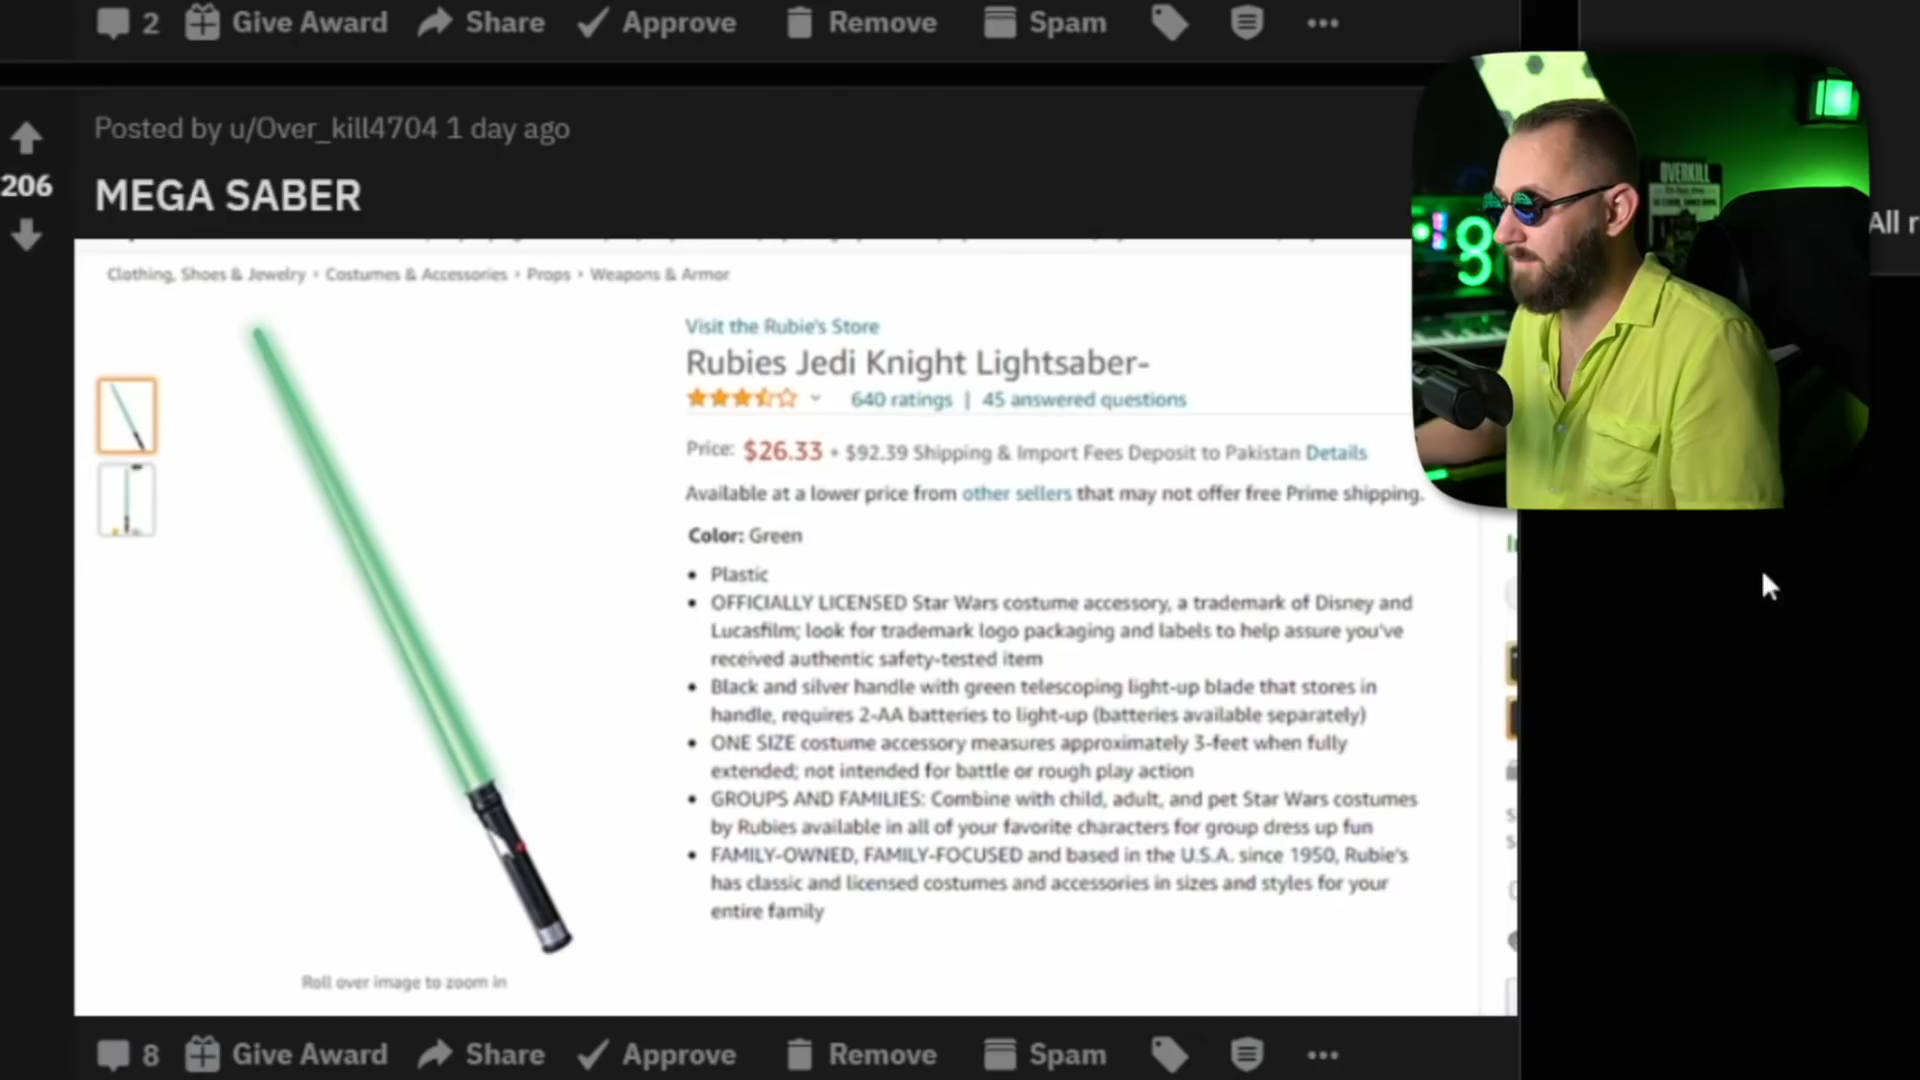 2 Give Award Share Approve Remove Spam
Posted by u/Over_kill4704 1 day ago
206
MEGA SABER
All r
OVERKILL
Clothing, Shoes & Jewelry › Costumes & Accessories › Props › Weapons & Armor
Visit the Rubie's Store
Rubies Jedi Knight Lightsaber-
640 ratings | 45 answered questions
Price: $26.33 + $92.39 Shipping & Import Fees Deposit to Pakistan Details
Available at a lower price from other sellers that may not offer free Prime shipping.
Color: Green
• Plastic
• OFFICIALLY LICENSED Star Wars costume accessory, a trademark of Disney and
Lucasfilm; look for trademark logo packaging and labels to help assure you've
received authentic safety-tested item
• Black and silver handle with green telescoping light-up blade that stores in
handle, requires 2-AA batteries to light-up (batteries available separately)
• ONE SIZE costume accessory measures approximately 3-feet when fully
extended; not intended for battle or rough play action
• GROUPS AND FAMILIES: Combine with child, adult, and pet Star Wars costumes
by Rubies available in all of your favorite characters for group dress up fun
• FAMILY-OWNED, FAMILY-FOCUSED and based in the U.S.A. since 1950, Rubie's
has classic and licensed costumes and accessories in sizes and styles for your
entire family
Roll over image to zoom in
8 Give Award Share Approve Remove Spam